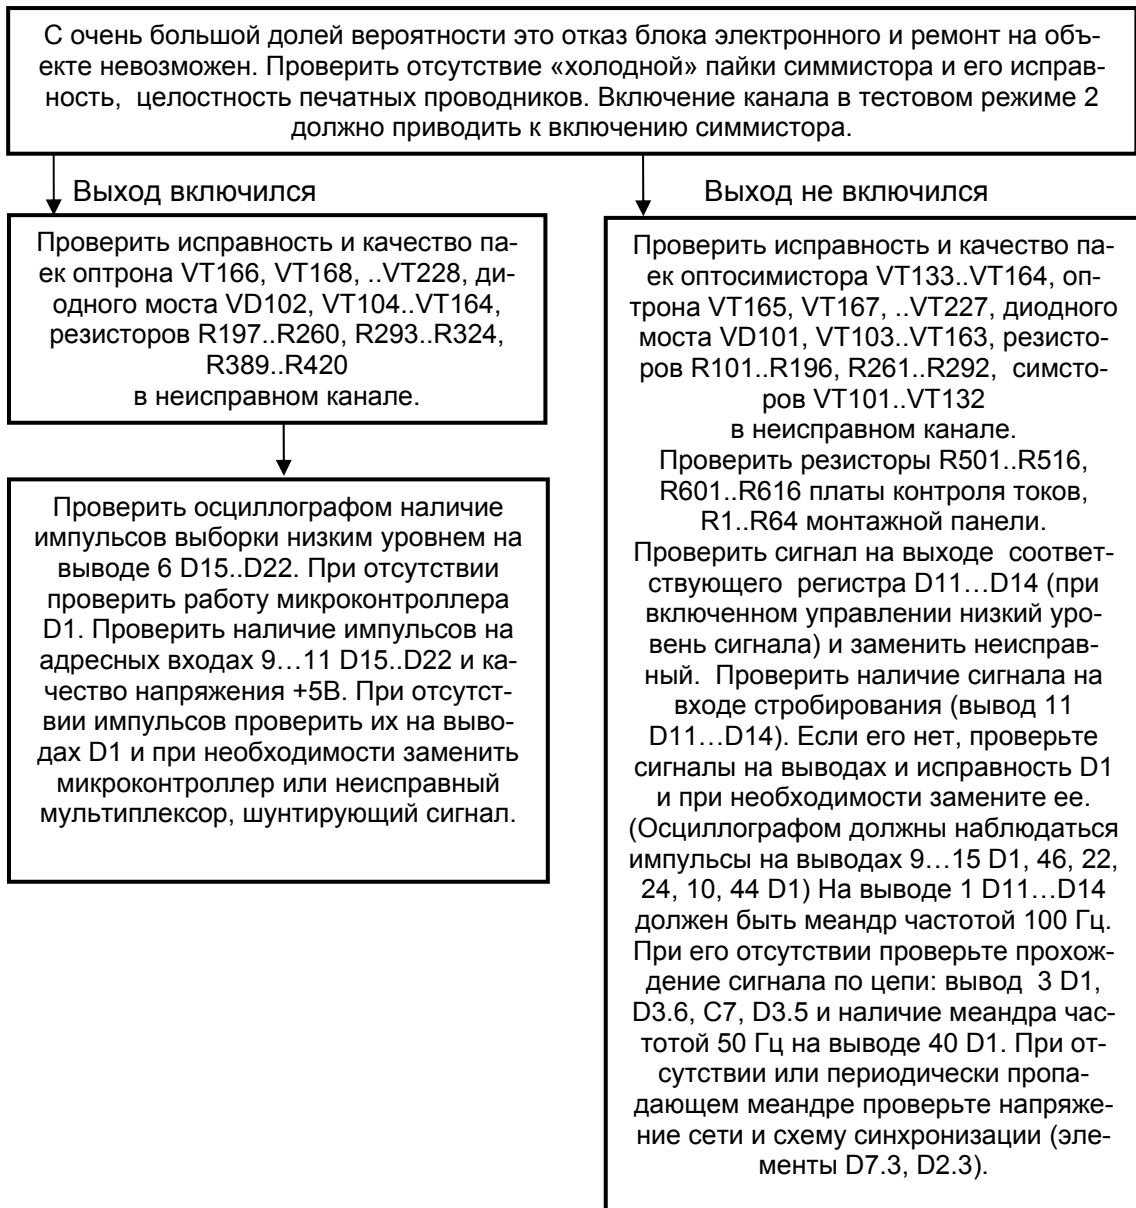 С очень большой долей вероятности это отказ блока электронного и ремонт на объ-
екте невозможен. Проверить отсутствие «холодной» пайки симмистора и его исправ-
ность, целостность печатных проводников. Включение канала в тестовом режиме 2
должно приводить к включению симмистора.
Выход включился
Проверить исправность и качество па-
ек оптрона VT166, VT168, ..VT228, ди-
одного моста VD102, VT104..VT164,
резисторов R197..R260, R293..R324,
R389..R420
в неисправном канале.
Проверить осциллографом наличие
импульсов выборки низким уровнем на
выводе 6 D15..D22. При отсутствии
проверить работу микроконтроллера
D1. Проверить наличие импульсов на
адресных входах 9…11 D15..D22 и ка-
чество напряжения +5В. При отсутст-
вии импульсов проверить их на выво-
дах D1 и при необходимости заменить
микроконтроллер или неисправный
мультиплексор, шунтирующий сигнал.
Выход не включился
Проверить исправность и качество па-
ек оптосимистора VT133..VT164, оп-
трона VT165, VT167, ..VT227, диодного
моста VD101, VT103..VT163, резисто-
ров R101..R196, R261..R292, симсто-
ров VT101..VT132
в неисправном канале.
Проверить резисторы R501..R516,
R601..R616 платы контроля токов,
R1..R64 монтажной панели.
Проверить сигнал на выходе соответ-
ствующего регистра D11…D14 (при
включенном управлении низкий уро-
вень сигнала) и заменить неисправ-
ный. Проверить наличие сигнала на
входе стробирования (вывод 11
D11…D14). Если его нет, проверьте
сигналы на выводах и исправность D1
и при необходимости замените ее.
(Осциллографом должны наблюдаться
импульсы на выводах 9…15 D1, 46, 22,
24, 10, 44 D1) На выводе 1 D11…D14
должен быть меандр частотой 100 Гц.
При его отсутствии проверьте прохож-
дение сигнала по цепи: вывод 3 D1,
D3.6, C7, D3.5 и наличие меандра час-
тотой 50 Гц на выводе 40 D1. При от-
сутствии или периодически пропа-
дающем меандре проверьте напряже-
ние сети и схему синхронизации (эле-
менты D7.3, D2.3).